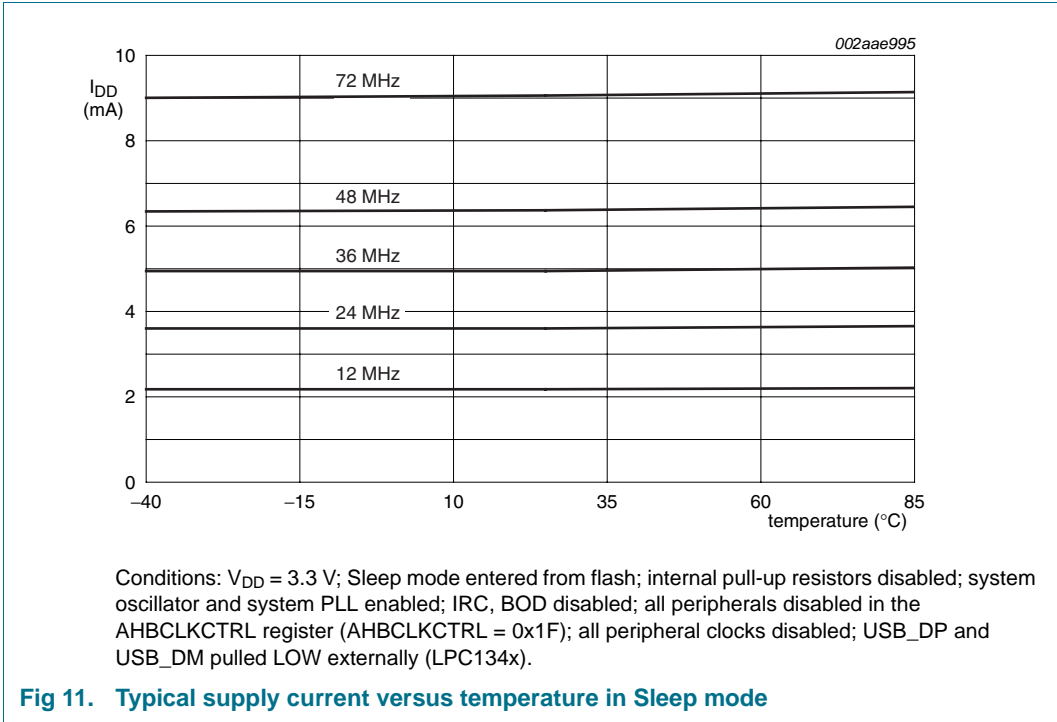 002aae995
10
I_DD
(mA)
72 MHz
8
48 MHz
6
36 MHz
4
24 MHz
12 MHz
2
0
−40 −15 10 35 60 85
temperature (°C)
Conditions: V_DD = 3.3 V; Sleep mode entered from flash; internal pull-up resistors disabled; system
oscillator and system PLL enabled; IRC, BOD disabled; all peripherals disabled in the
AHBCLKCTRL register (AHBCLKCTRL = 0x1F); all peripheral clocks disabled; USB_DP and
USB_DM pulled LOW externally (LPC134x).
Fig 11. Typical supply current versus temperature in Sleep mode